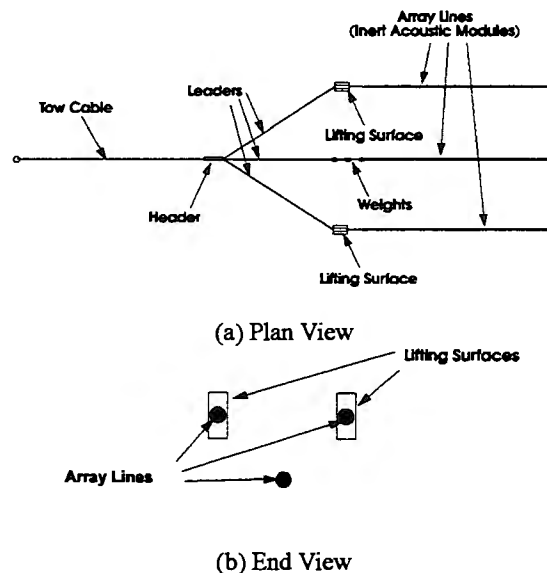 Array Lines
(Inert Acoustic Modules)
Leaders
Tow Cable
Lifting Surface
Header
Weights
Lifting Surface
(a) Plan View
Lifting Surfaces
Array Lines
(b) End View